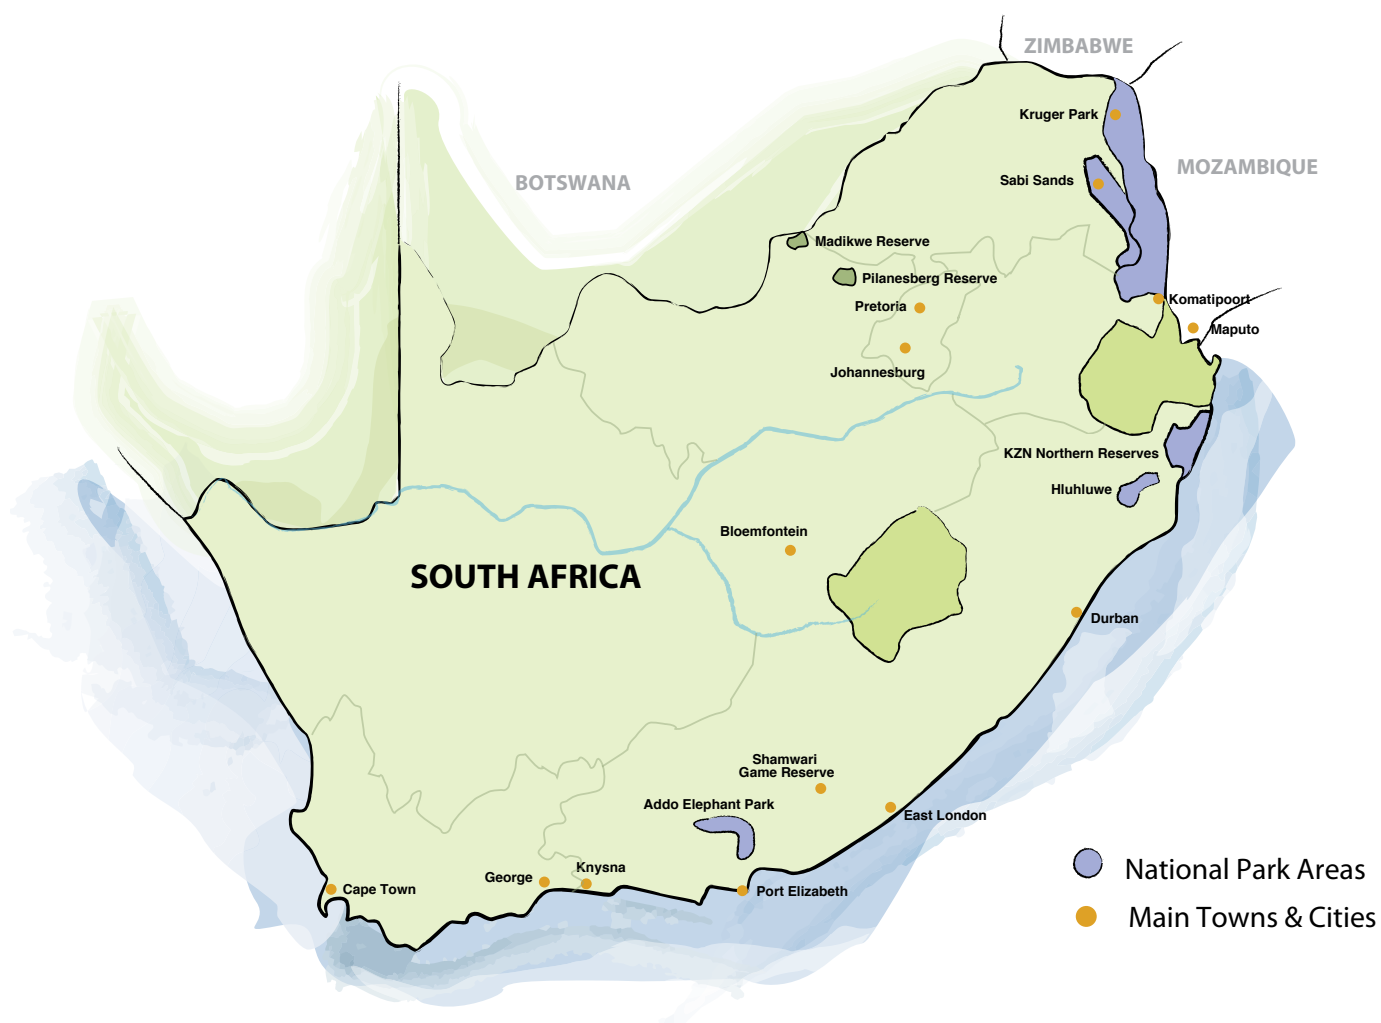 ZIMBABWE
Kruger Park
MOZAMBIQUE
Sabi Sands
BOTSWANA
Madikwe Reserve
Pilanesberg Reserve
Komatipoort
Pretoria
Maputo
Johannesburg
KZN Northern Reserves
Hluhluwe
Bloemfontein
SOUTH AFRICA
Durban
Shamwari
Game Reserve
Addo Elephant Park
East London
Knysna
George
Cape Town
Port Elizabeth
National Park Areas
Main Towns & Cities